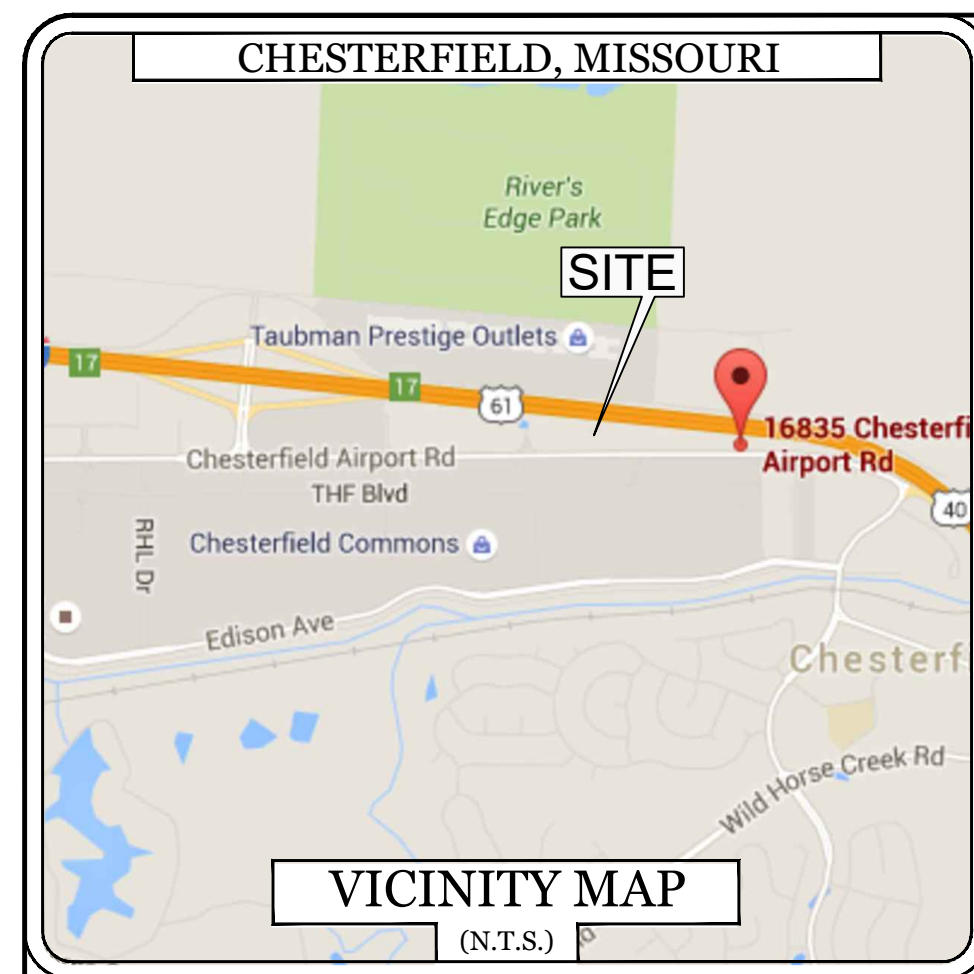 CHESTERFIELD, MISSOURI
River's
Edge Park
SITE
Taubman Prestige Outlets
17
17
61
16835 Chesterfi
Airport Rd
Chesterfield Airport Rd
THF Blvd
40
RHL Dr
Chesterfield Commons
Edison Ave
Chesterf
Wild Horse Creek Rd
VICINITY MAP
(N.T.S.)